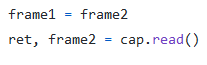 frame1 = frame2
ret, frame2 = cap.read()